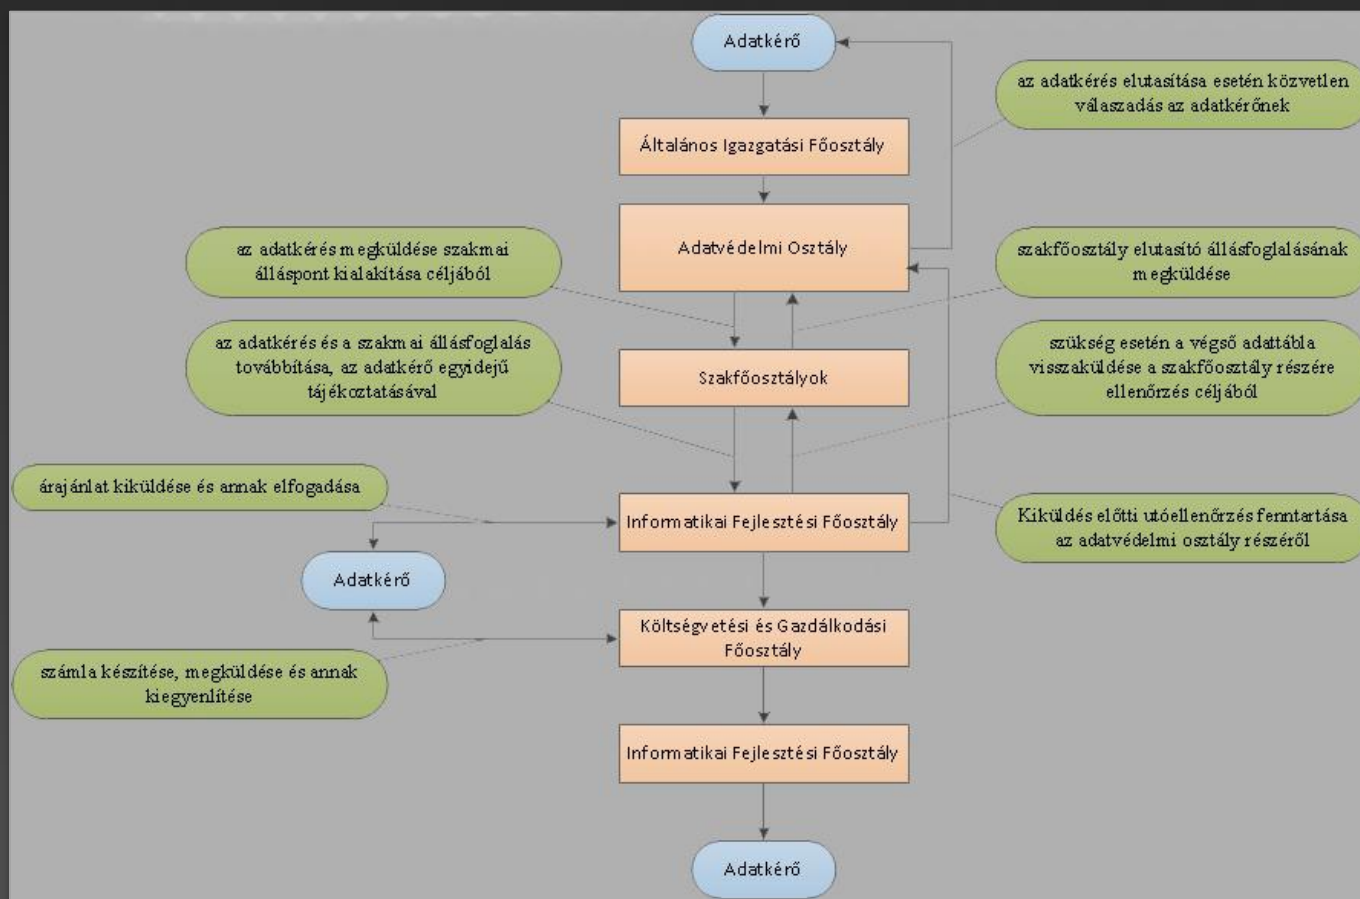 Adatkérő
az adatkérés elutasítása esetén közvetlen
válaszadás az adatkérőnek
Általános Igazgatási Főosztály
Adatvédelmi Osztály
az adatkérés megküldése szakmai
álláspont kialakítása céljából
szakfőosztály elutasító állásfoglalásának
megküldése
az adatkérés és a szakmai állásfoglalás
továbbítása, az adatkérő egyidejű
tájékoztatásával
Szakfőosztályok
szükség esetén a végső adattábla
visszaküldése a szakfőosztály részére
ellenőrzés céljából
árajánlat kiküldése és annak elfogadása
Informatikai Fejlesztési Főosztály
Kiküldés előtti utóellenőrzés fenntartása
az adatvédelmi osztály részéről
Adatkérő
Költségvetési és Gazdálkodási
Főosztály
számla készítése, megküldése és annak
kiegyenlítése
Informatikai Fejlesztési Főosztály
Adatkérő